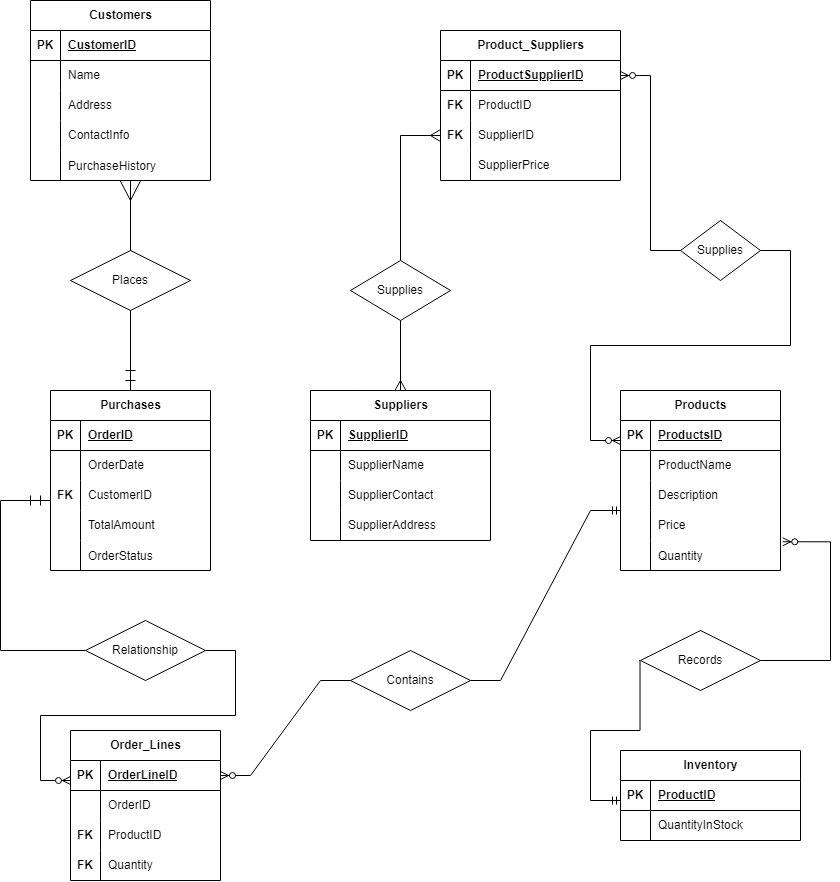 Customers
PK CustomerID
Name
Address
ContactInfo
PurchaseHistory
Product_Suppliers
PK ProductSupplierID
FK ProductID
FK SupplierID
SupplierPrice
Places
Supplies
Supplies
Purchases
PK OrderID
OrderDate
FK CustomerID
TotalAmount
OrderStatus
Suppliers
PK SupplierID
SupplierName
SupplierContact
SupplierAddress
Products
PK ProductsID
ProductName
Description
Price
Quantity
Relationship
Contains
Records
Order_Lines
PK OrderLineID
OrderID
FK ProductID
FK Quantity
Inventory
PK ProductID
QuantityInStock